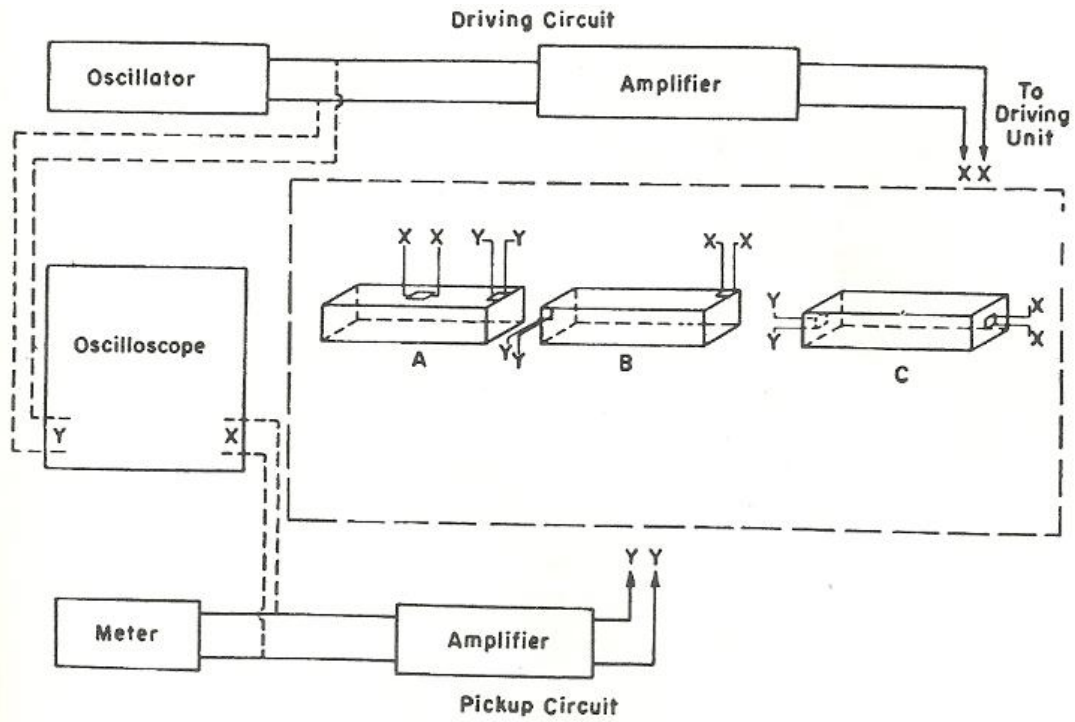 Driving Circuit
Oscillator
Amplifier
To
Driving
Unit
X X
X X Y Y
X X
Y Y
A
B
Y
Y
X
X
C
Oscilloscope
Y X
Y Y
Meter
Amplifier
Pickup Circuit